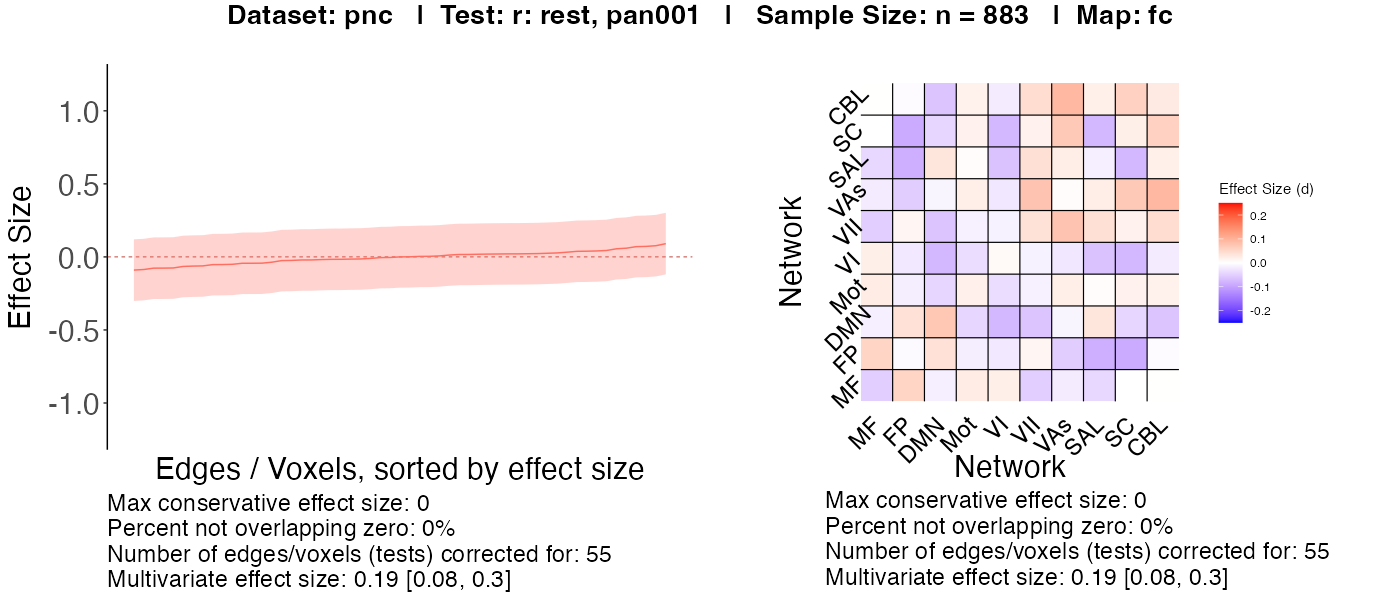 Dataset: pnc | Test: r: rest, pan001 | Sample Size: n = 883 | Map: fc
Effect Size
1.0
0.5
0.0
-0.5
-1.0
Edges / Voxels, sorted by effect size
Max conservative effect size: 0
Percent not overlapping zero: 0%
Number of edges/voxels (tests) corrected for: 55
Multivariate effect size: 0.19 [0.08, 0.3]
Network
CBL
SC
SAL
VAs
VII
VI
Mot
DMN
FP
MF
MF
FP
DMN
Mot
VI
VII
VAs
SAL
SC
CBL
Network
Effect Size (d)
0.2
0.1
0.0
-0.1
-0.2
Max conservative effect size: 0
Percent not overlapping zero: 0%
Number of edges/voxels (tests) corrected for: 55
Multivariate effect size: 0.19 [0.08, 0.3]